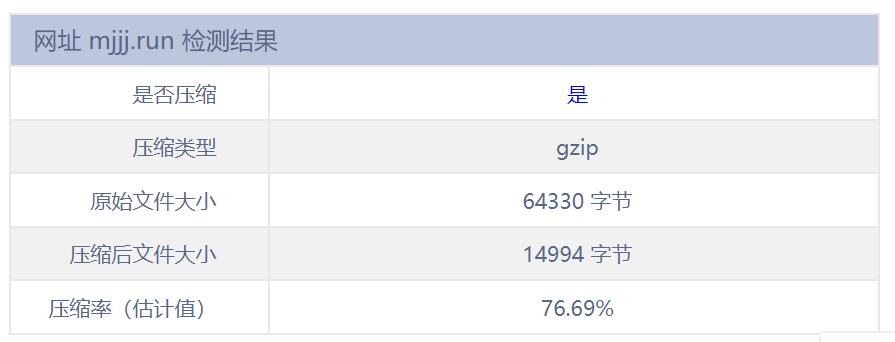 网址 mjjj.run 检测结果
是否压缩 是
压缩类型 gzip
原始文件大小 64330 字节
压缩后文件大小 14994 字节
压缩率（估计值） 76.69%